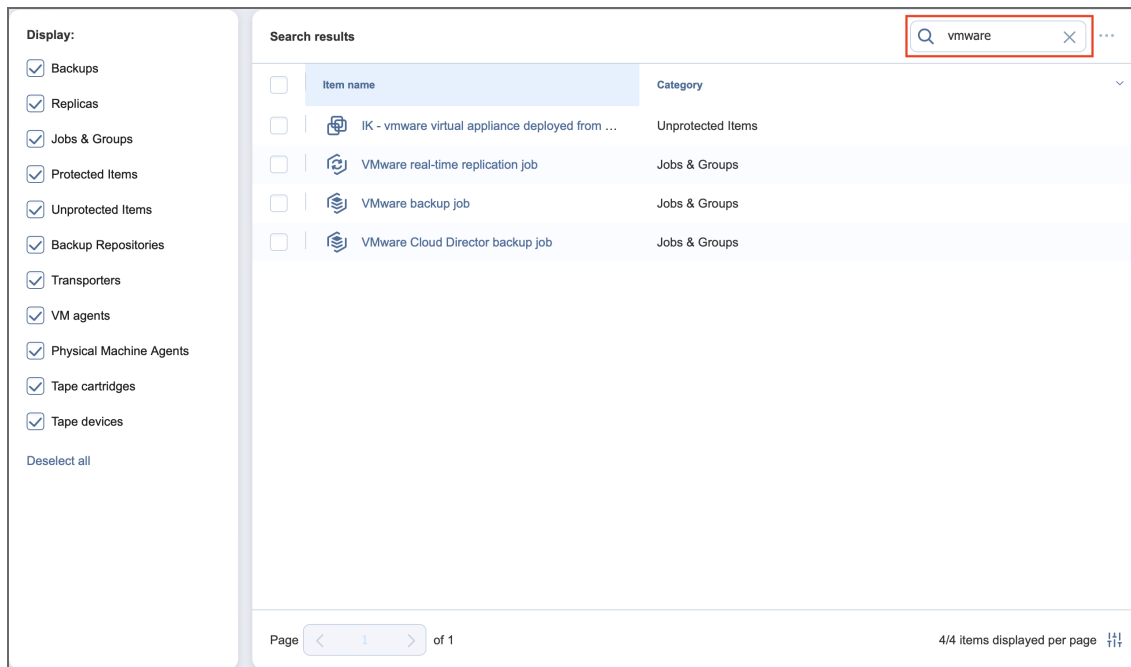 Display:
Backups
Replicas
Jobs & Groups
Protected Items
Unprotected Items
Backup Repositories
Transporters
VM agents
Physical Machine Agents
Tape cartridges
Tape devices
Deselect all
Search results
vmware
Item name Category
IK - vmware virtual appliance deployed from ... Unprotected Items
VMware real-time replication job Jobs & Groups
VMware backup job Jobs & Groups
VMware Cloud Director backup job Jobs & Groups
Page 1 of 1
4/4 items displayed per page